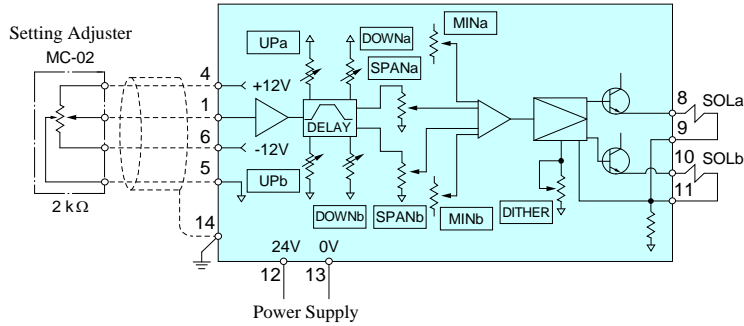 Setting Adjuster
MC-02
2 kΩ
4
1
6
5
14
+12V
-12V
UPa
DOWNa
SPANa
MINa
DELAY
UPb
DOWNb
SPANb
MINb
DITHER
8 SOLa
9
10 SOLb
11
24V 0V
12 13
Power Supply